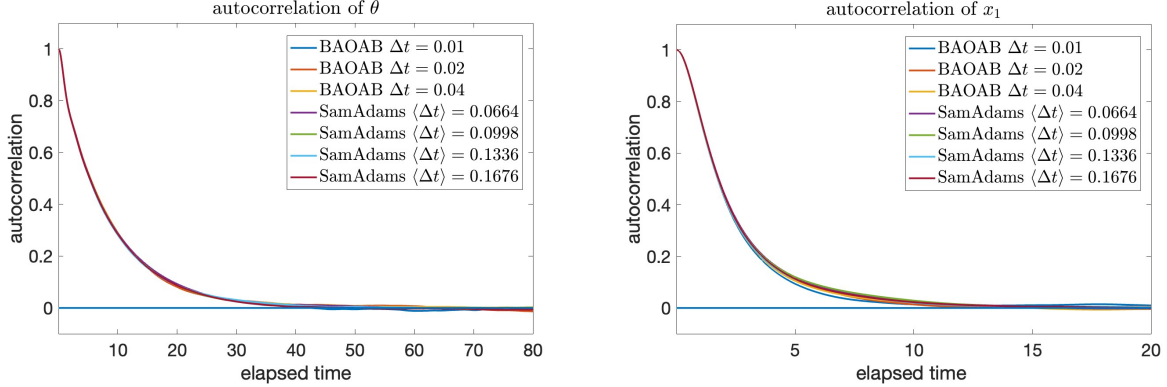 autocorrelation of θ
autocorrelation
1
0.8
0.6
0.4
0.2
0
10 20 30 40 50 60 70 80
elapsed time
BAOAB Δt = 0.01
BAOAB Δt = 0.02
BAOAB Δt = 0.04
SamAdams ⟨Δt⟩ = 0.0664
SamAdams ⟨Δt⟩ = 0.0998
SamAdams ⟨Δt⟩ = 0.1336
SamAdams ⟨Δt⟩ = 0.1676
autocorrelation of x₁
autocorrelation
1
0.8
0.6
0.4
0.2
0
5 10 15 20
elapsed time
BAOAB Δt = 0.01
BAOAB Δt = 0.02
BAOAB Δt = 0.04
SamAdams ⟨Δt⟩ = 0.0664
SamAdams ⟨Δt⟩ = 0.0998
SamAdams ⟨Δt⟩ = 0.1336
SamAdams ⟨Δt⟩ = 0.1676